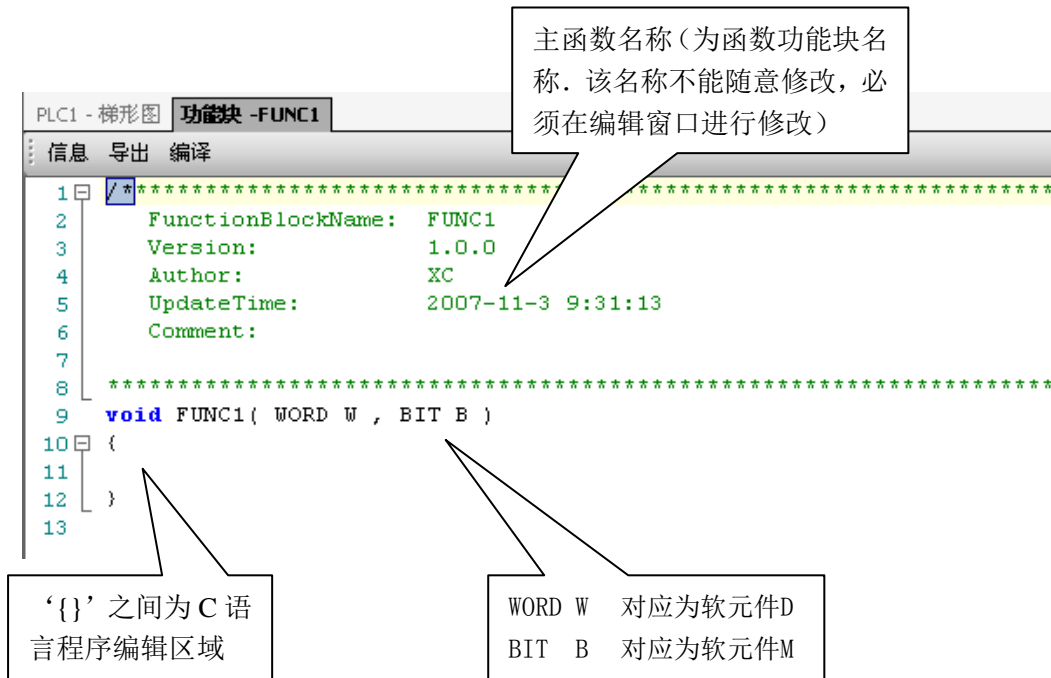 主函数名称（为函数功能块名
称．该名称不能随意修改，必
须在编辑窗口进行修改）
PLC1 - 梯形图 功能块 -FUNC1
信息 导出 编译
1 /*******************************************************************
2 FunctionBlockName: FUNC1
3 Version: 1.0.0
4 Author: XC
5 UpdateTime: 2007-11-3 9:31:13
6 Comment:
7
8 ********************************************************************
9 void FUNC1( WORD W , BIT B )
10 {
11
12 }
13
‘{}’之间为 C 语
言程序编辑区域
WORD W 对应为软元件D
BIT B 对应为软元件M